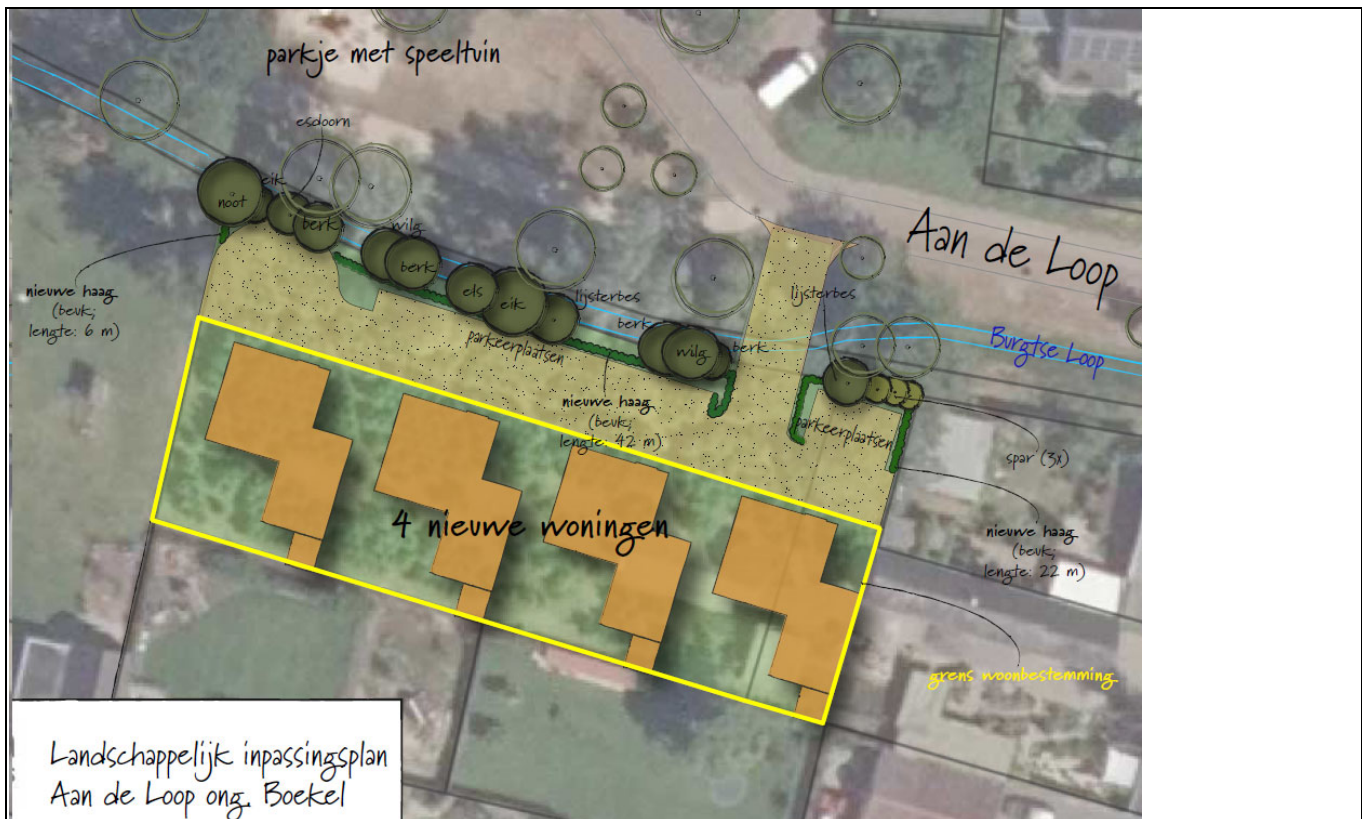 parkje met speeltuin
esdoorn
eik
noot
berk
wilg
berk
Aan de Loop
nieuwe haag
(beuk;
lengte: 6 m)
els
eik
lijsterbes
lijsterbes
parkeerplaatsen
berk
wilg
berk
Burgtse Loop
nieuwe haag
(beuk;
lengte: 42 m)
parkeerplaatsen
spar (3x)
4 nieuwe woningen
nieuwe haag
(beuk;
lengte: 22 m)
grens woonbestemming
Landschappelijk inpassingsplan
Aan de Loop ong. Boekel